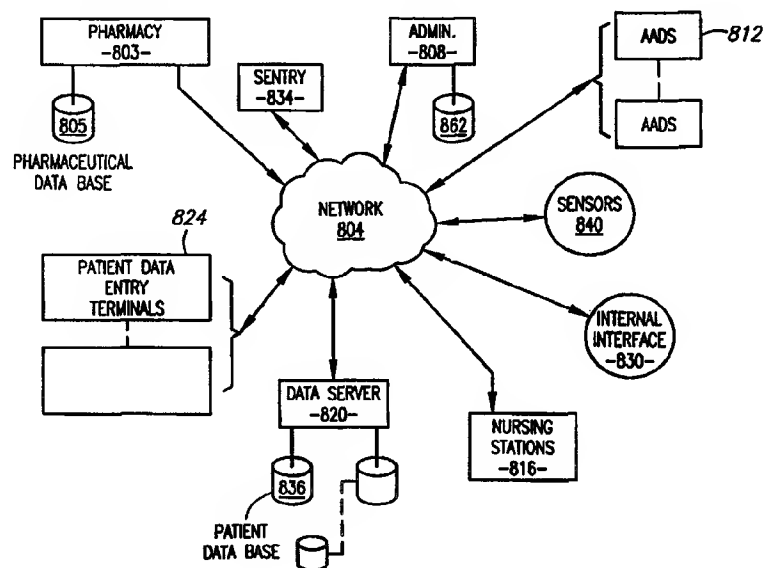 PHARMACY
-803-
805
PHARMACEUTICAL
DATA BASE
SENTRY
-834-
ADMIN.
-808-
862
AADS
812
AADS
NETWORK
804
SENSORS
840
824
PATIENT DATA
ENTRY
TERMINALS
INTERNAL
INTERFACE
-830-
DATA SERVER
-820-
NURSING
STATIONS
-816-
836
PATIENT
DATA BASE